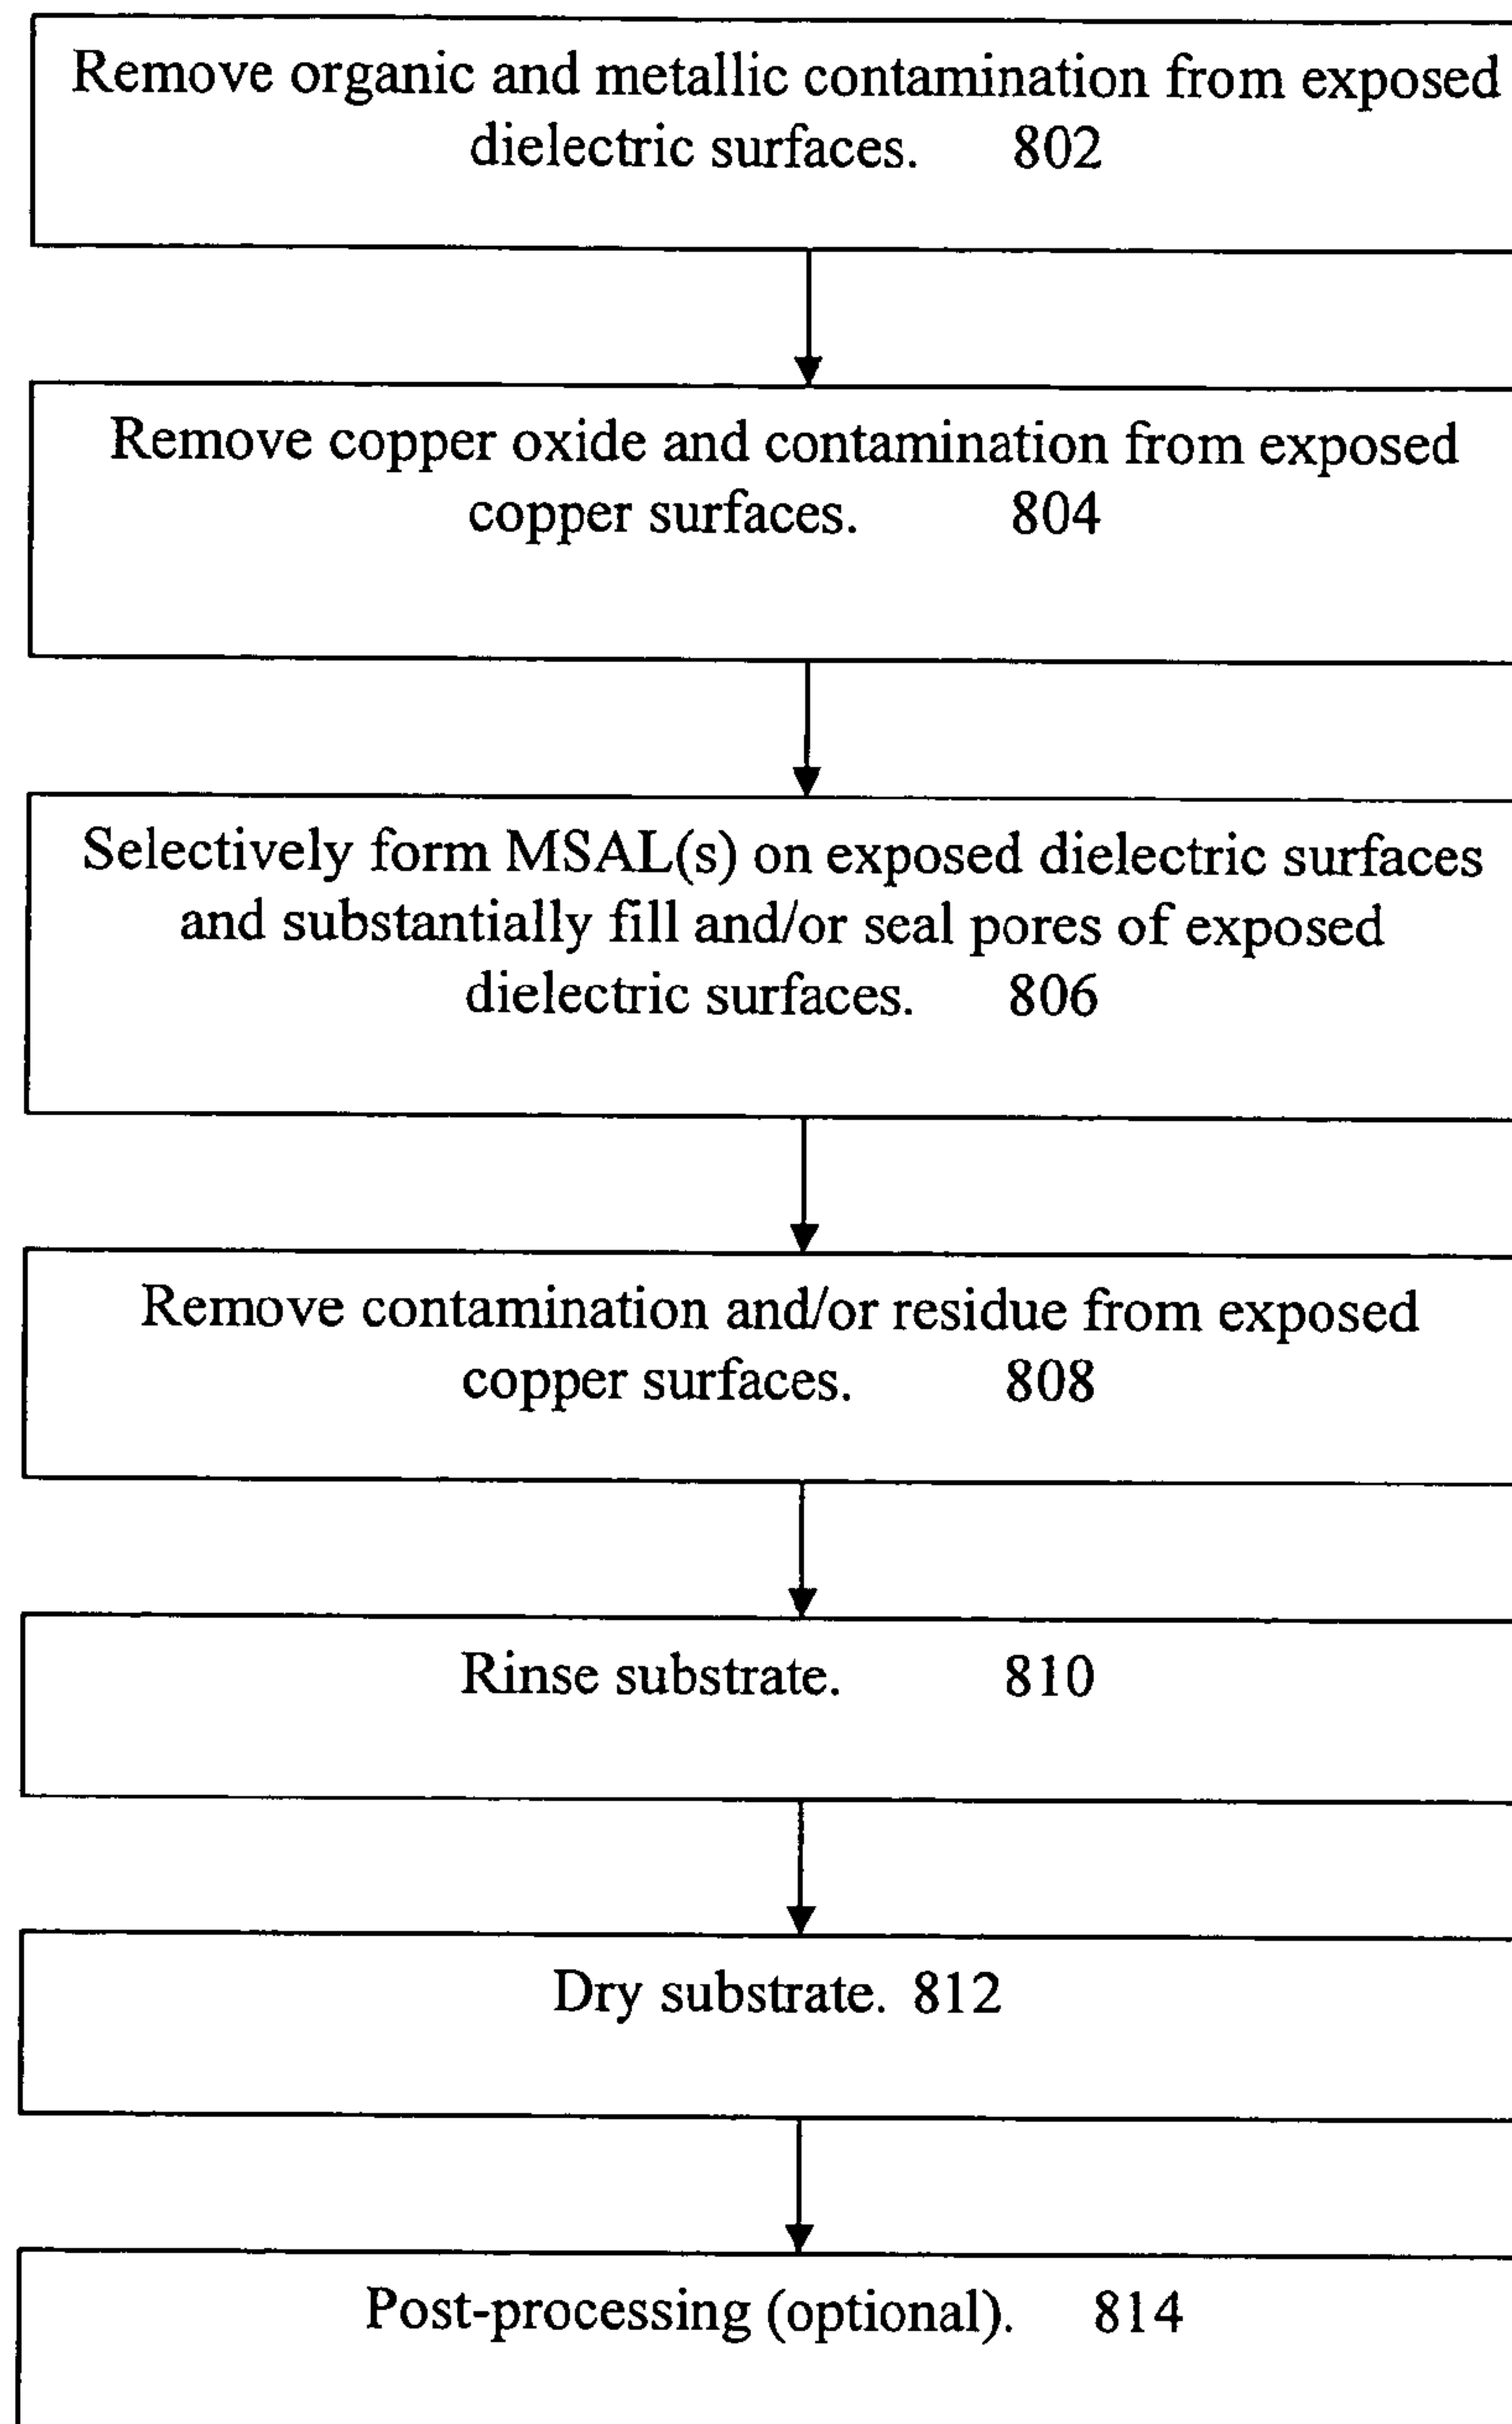 Remove organic and metallic contamination from exposed
dielectric surfaces. 802
Remove copper oxide and contamination from exposed
copper surfaces. 804
Selectively form MSAL(s) on exposed dielectric surfaces
and substantially fill and/or seal pores of exposed
dielectric surfaces. 806
Remove contamination and/or residue from exposed
copper surfaces. 808
Rinse substrate. 810
Dry substrate. 812
Post-processing (optional). 814